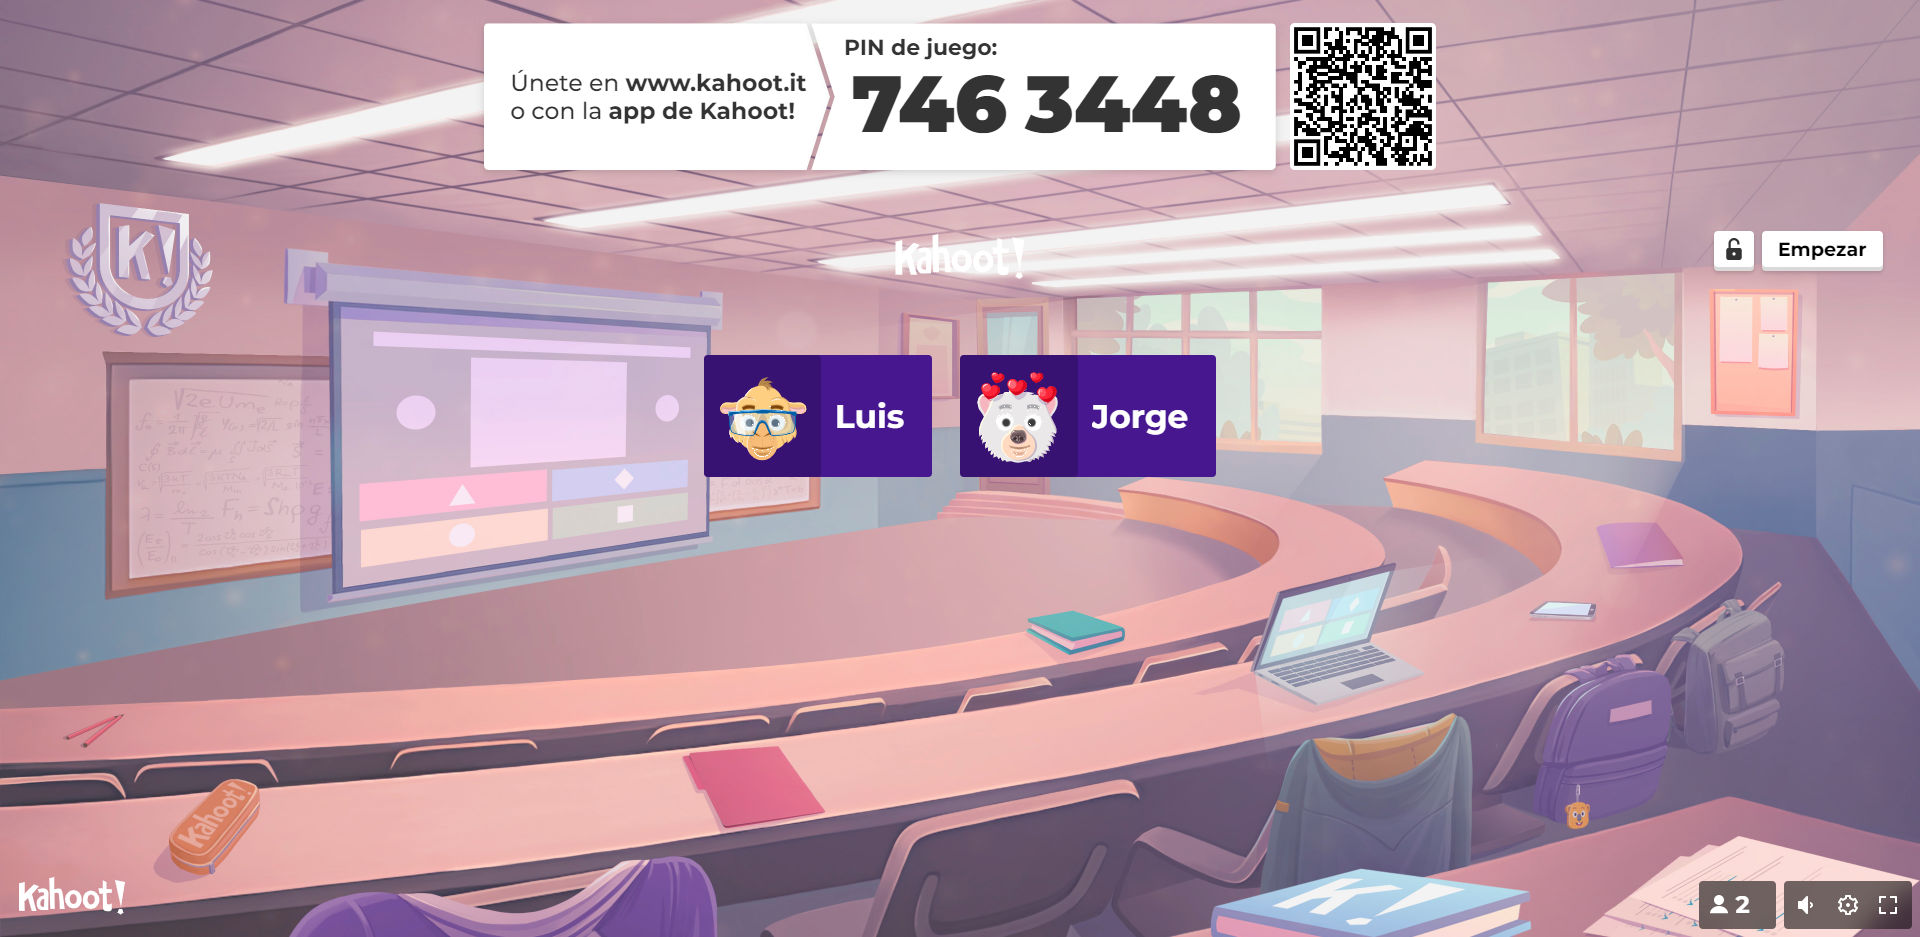 Únete en www.kahoot.it
o con la app de Kahoot!
PIN de juego:
746 3448
K!
Kahoot!
Empezar
Luis
Jorge
Kahoot!
K!
Kahoot!
2